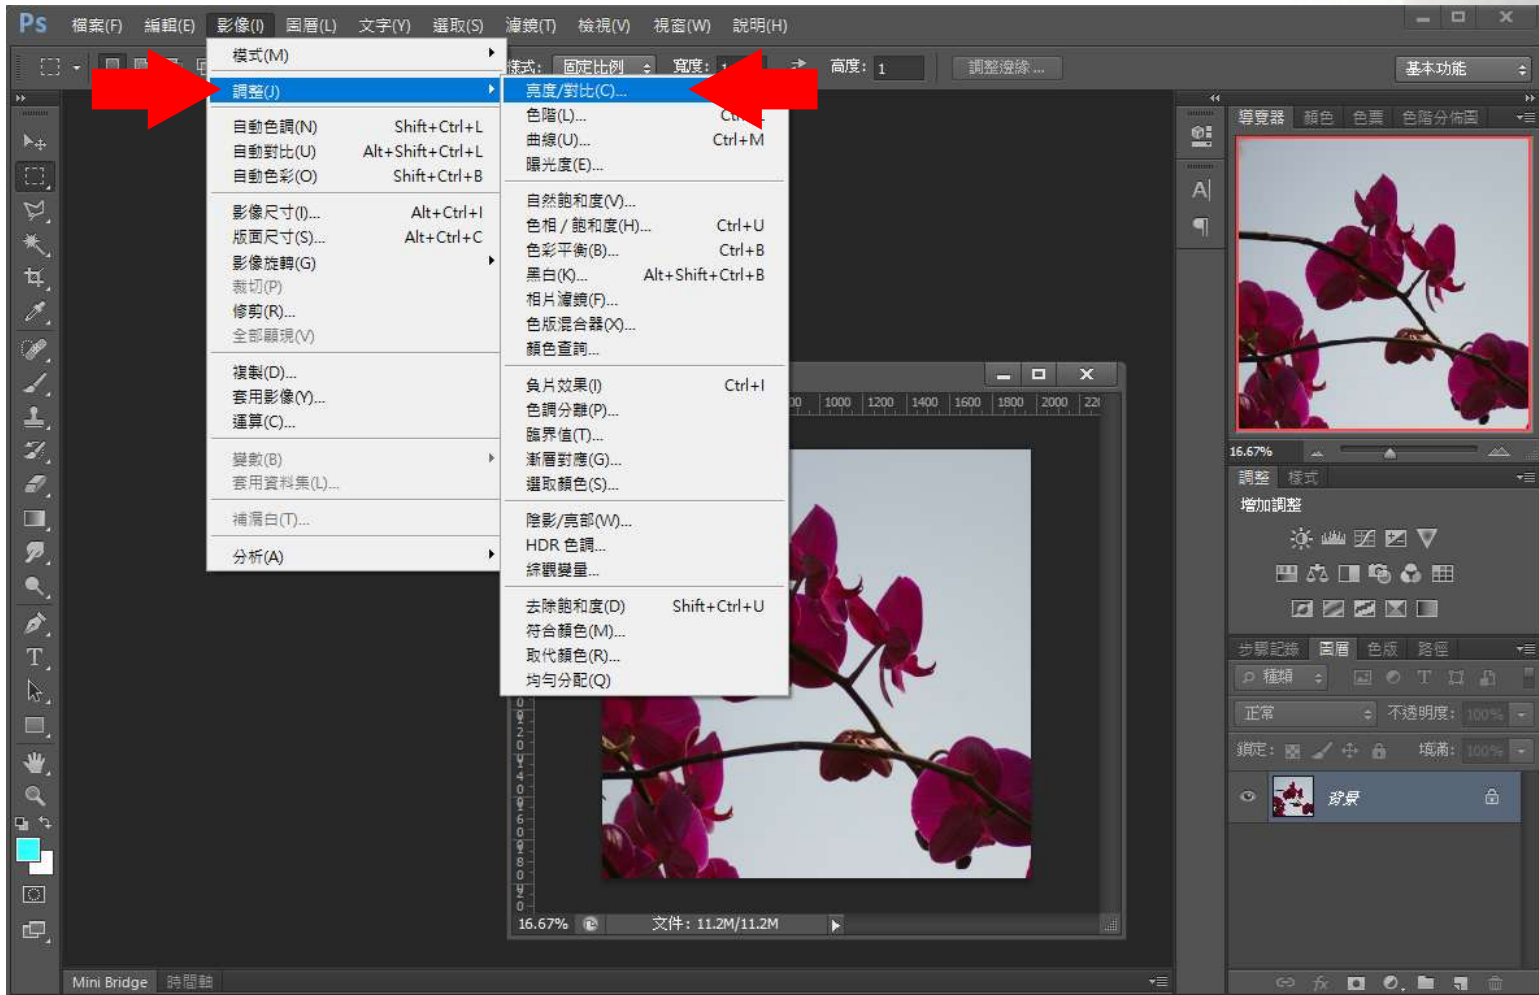 Ps 檔案(F) 編輯(E) 影像(I) 圖層(L) 文字(Y) 選取(S) 濾鏡(T) 檢視(V) 視窗(W) 說明(H)
樣式: 固定比例 寬度: 1 高度: 1 調整邊緣... 基本功能
模式(M)
調整(J)
自動色調(N) Shift+Ctrl+L
自動對比(U) Alt+Shift+Ctrl+L
自動色彩(O) Shift+Ctrl+B
影像尺寸(I)... Alt+Ctrl+I
版面尺寸(S)... Alt+Ctrl+C
影像旋轉(G)
裁切(P)
修剪(R)...
全部顯現(V)
複製(D)...
套用影像(Y)...
運算(C)...
變數(B)
套用資料集(L)...
補漏白(T)...
分析(A)
亮度/對比(C)...
色階(L)...
曲線(U)... Ctrl+M
曝光度(E)...
自然飽和度(V)...
色相 / 飽和度(H)... Ctrl+U
色彩平衡(B)... Ctrl+B
黑白(K)... Alt+Shift+Ctrl+B
相片濾鏡(F)...
色版混合器(X)...
顏色查詢...
負片效果(I) Ctrl+I
色調分離(P)...
臨界值(T)...
漸層對應(G)...
選取顏色(S)...
陰影/亮部(W)...
HDR 色調...
綜觀變量...
去除飽和度(D) Shift+Ctrl+U
符合顏色(M)...
取代顏色(R)...
均勻分配(Q)
1000 1200 1400 1600 1800 2000
16.67% 文件: 11.2M/11.2M
Mini Bridge 時間軸
導覽器 顏色 色票 色階分佈圖
16.67%
調整 樣式
增加調整
步驟記錄 圖層 色版 路徑
種類
正常 不透明度: 100%
鎖定: 填滿: 100%
背景